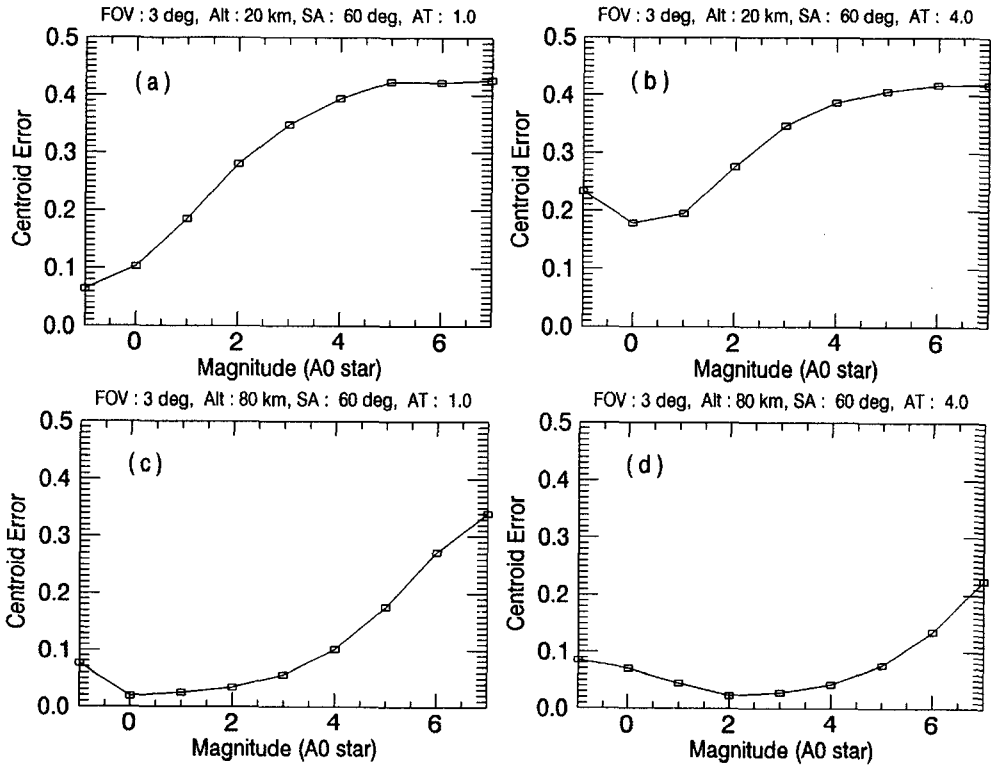 FOV : 3 deg, Alt : 20 km, SA : 60 deg, AT : 1.0
(a)
Centroid Error
0.5
0.4
0.3
0.2
0.1
0.0
0 2 4 6
Magnitude (A0 star)
FOV : 3 deg, Alt : 20 km, SA : 60 deg, AT : 4.0
(b)
Centroid Error
0.5
0.4
0.3
0.2
0.1
0.0
0 2 4 6
Magnitude (A0 star)
FOV : 3 deg, Alt : 80 km, SA : 60 deg, AT : 1.0
(c)
Centroid Error
0.5
0.4
0.3
0.2
0.1
0.0
0 2 4 6
Magnitude (A0 star)
FOV : 3 deg, Alt : 80 km, SA : 60 deg, AT : 4.0
(d)
Centroid Error
0.5
0.4
0.3
0.2
0.1
0.0
0 2 4 6
Magnitude (A0 star)